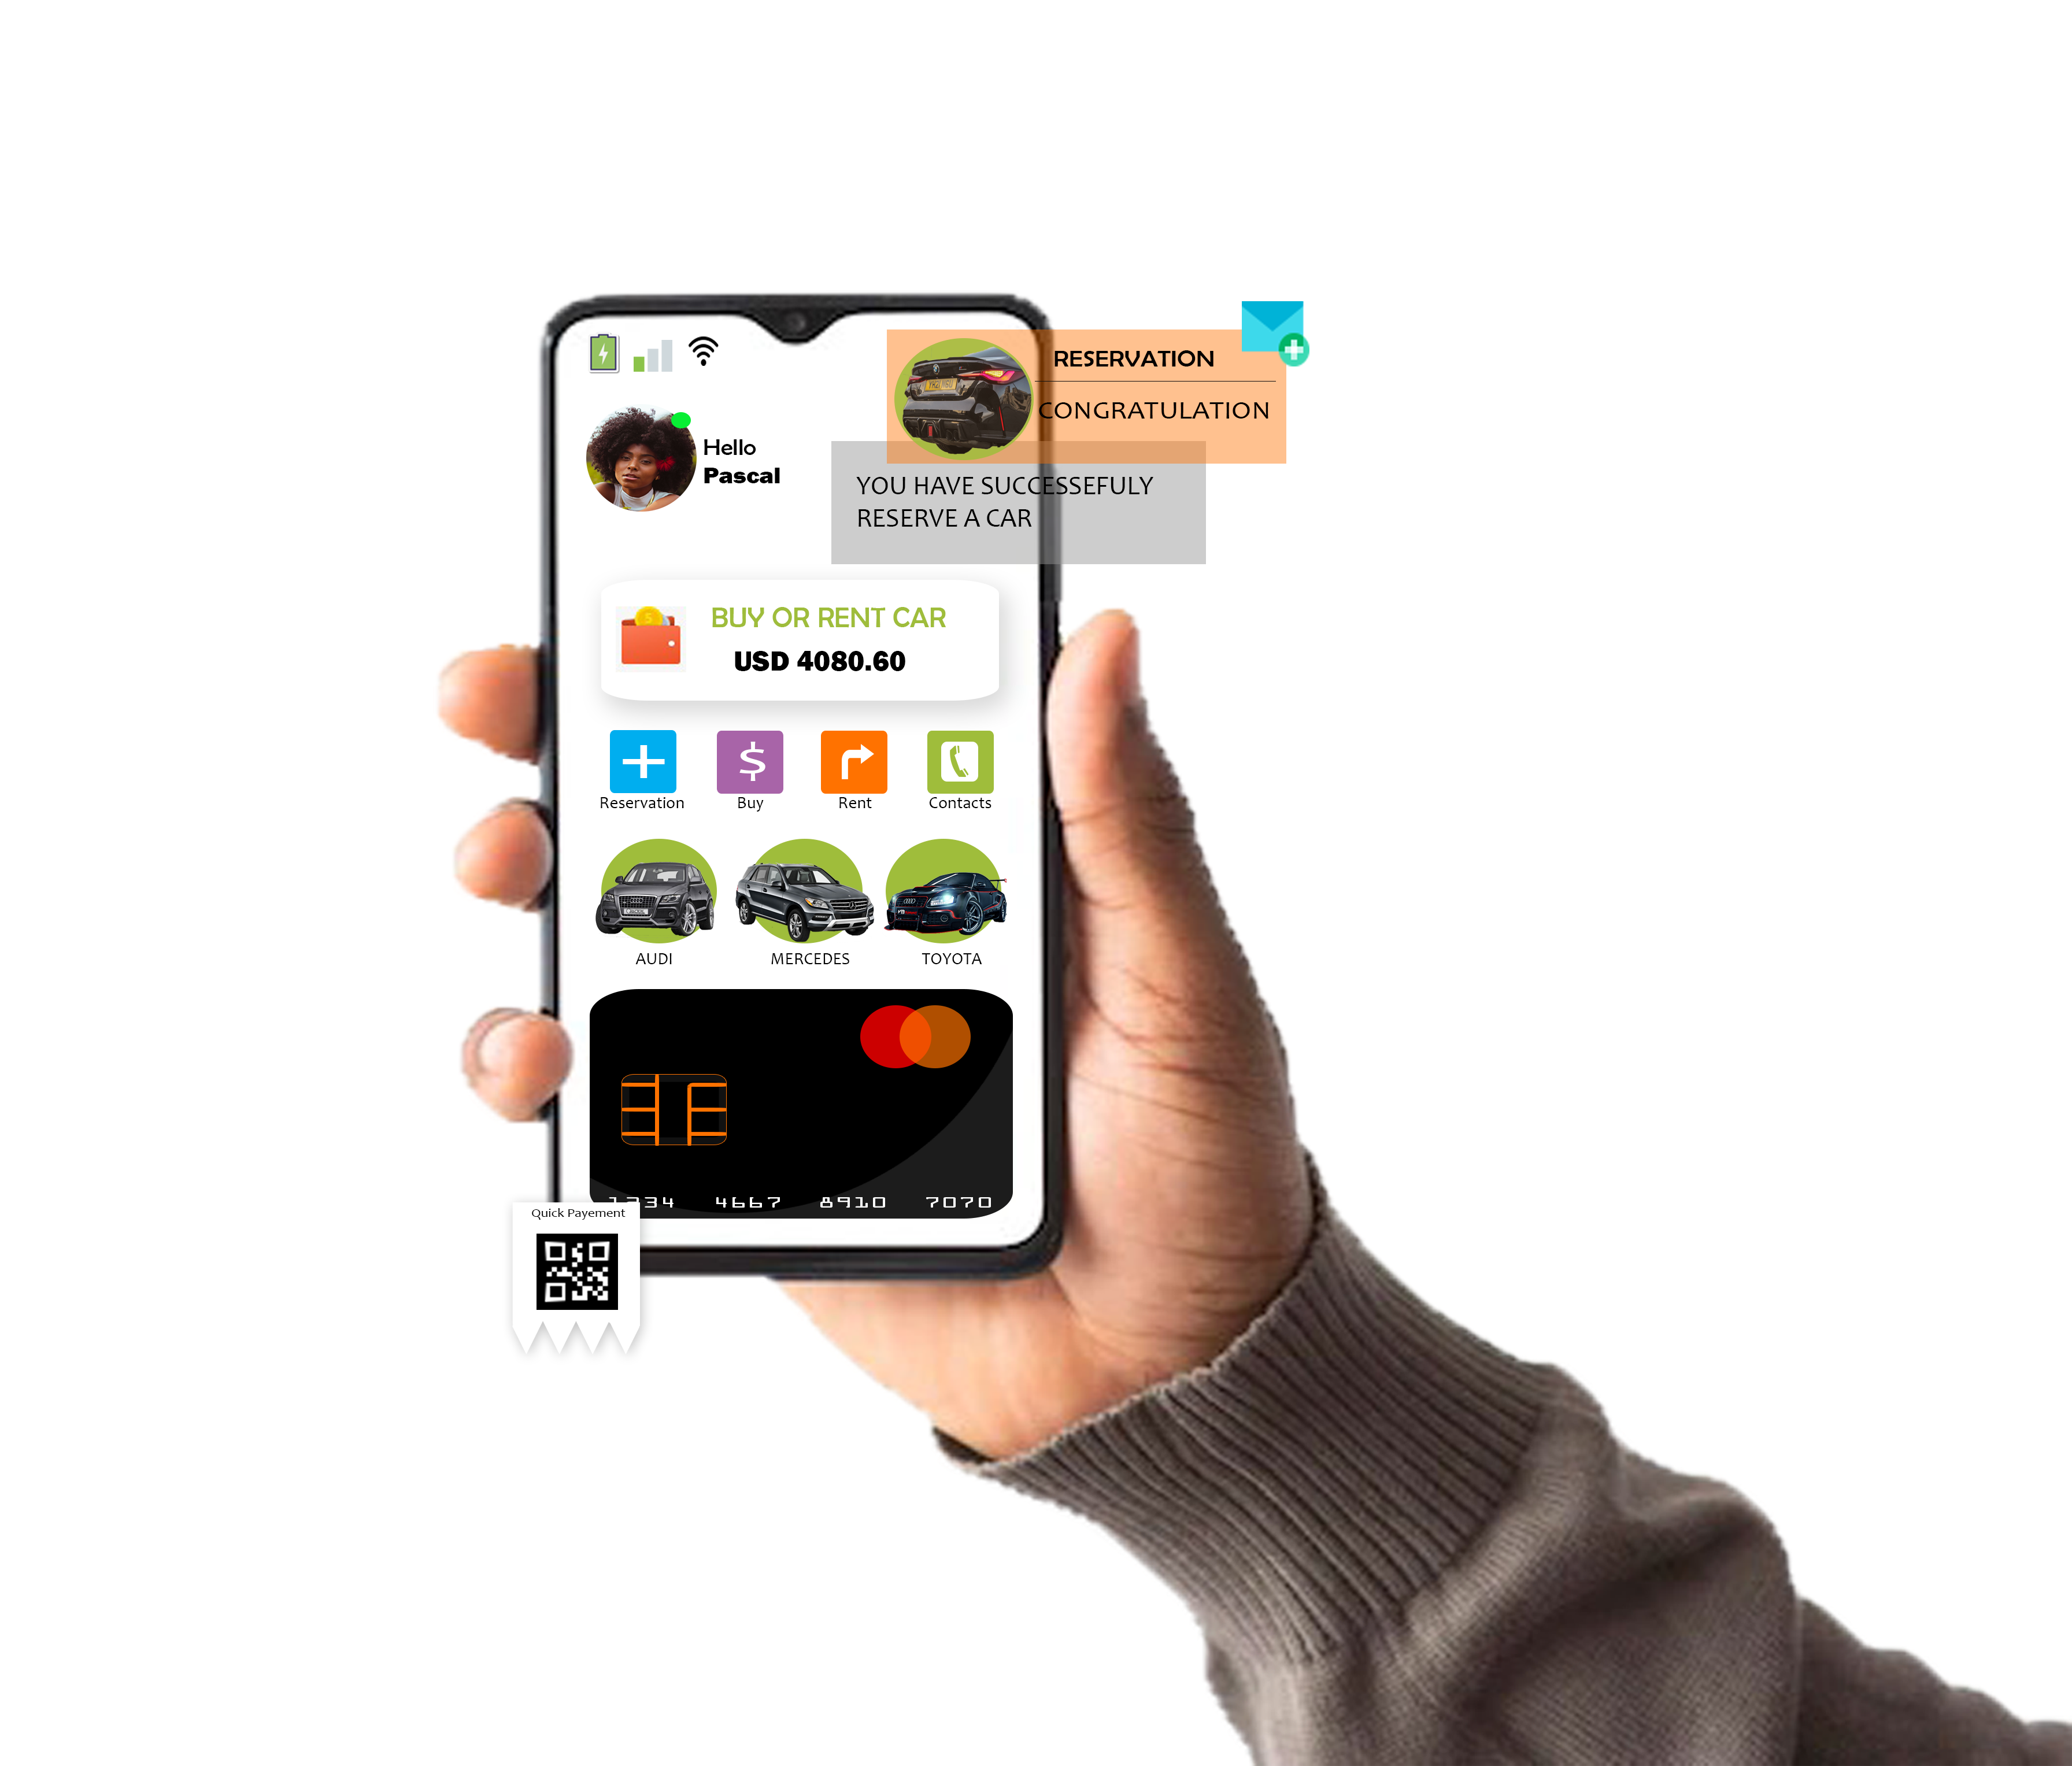 RESERVATION
CONGRATULATION
Hello
Pascal
YOU HAVE SUCCESSEFULY
RESERVE A CAR
BUY OR RENT CAR
USD 4080.60
Reservation
Buy
Rent
Contacts
AUDI
MERCEDES
TOYOTA
4667 8910 7070
Quick Payement